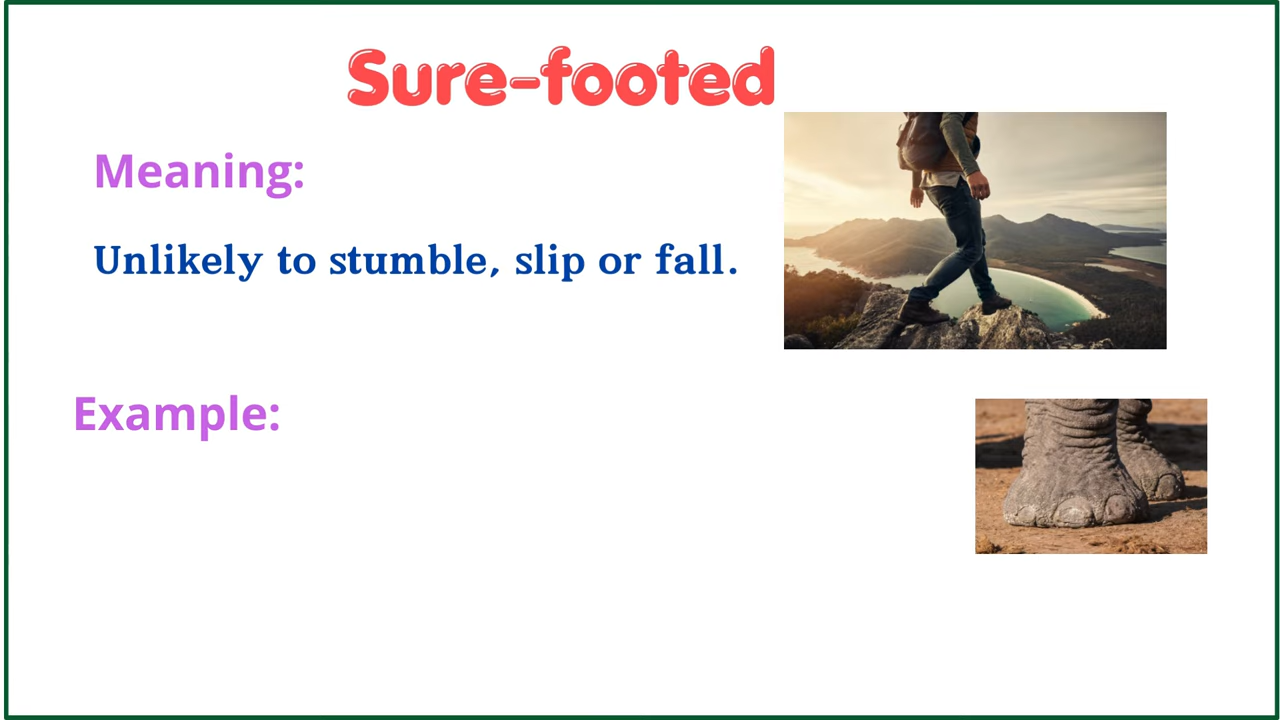 Sure-footed
Meaning:
Unlikely to stumble, slip or fall.
Example: